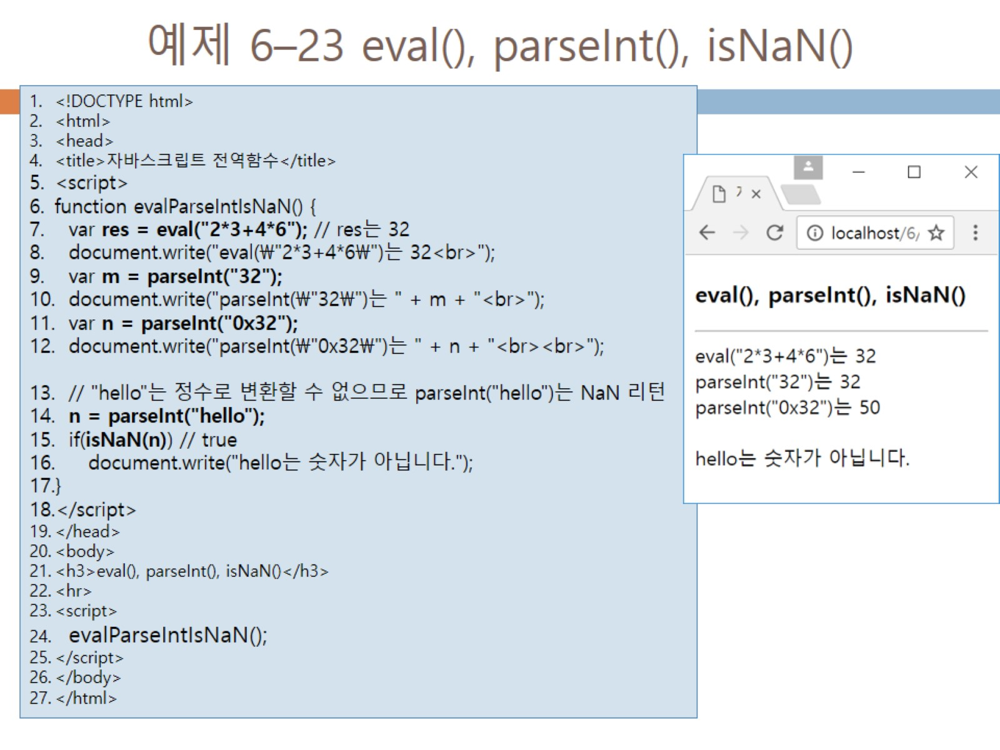 예제 6–23 eval(), parseInt(), isNaN()
1. <!DOCTYPE html>
2. <html>
3. <head>
4. <title>자바스크립트 전역함수</title>
5. <script>
6. function evalParseIntIsNaN() {
7. var res = eval("2*3+4*6"); // res는 32
8. document.write("eval(₩"2*3+4*6₩")는 32<br>");
9. var m = parseInt("32");
10. document.write("parseInt(₩"32₩")는 " + m + "<br>");
11. var n = parseInt("0x32");
12. document.write("parseInt(₩"0x32₩")는 " + n + "<br><br>");
13. // "hello"는 정수로 변환할 수 없으므로 parseInt("hello")는 NaN 리턴
14. n = parseInt("hello");
15. if(isNaN(n)) // true
16. document.write("hello는 숫자가 아닙니다.");
17.}
18.</script>
19. </head>
20. <body>
21. <h3>eval(), parseInt(), isNaN()</h3>
22. <hr>
23. <script>
24. evalParseIntIsNaN();
25. </script>
26. </body>
27. </html>
localhost/6/
eval(), parseInt(), isNaN()
eval("2*3+4*6")는 32
parseInt("32")는 32
parseInt("0x32")는 50
hello는 숫자가 아닙니다.